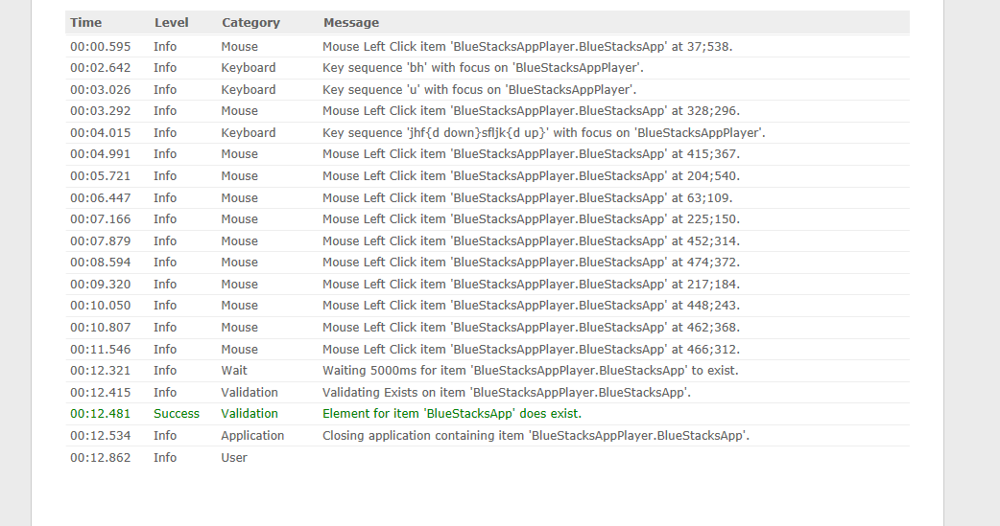 Time Level Category Message
00:00.595 Info Mouse Mouse Left Click item 'BlueStacksAppPlayer.BlueStacksApp' at 37;538.
00:02.642 Info Keyboard Key sequence 'bh' with focus on 'BlueStacksAppPlayer'.
00:03.026 Info Keyboard Key sequence 'u' with focus on 'BlueStacksAppPlayer'.
00:03.292 Info Mouse Mouse Left Click item 'BlueStacksAppPlayer.BlueStacksApp' at 328;296.
00:04.015 Info Keyboard Key sequence 'jhf{d down}sfljk{d up}' with focus on 'BlueStacksAppPlayer'.
00:04.991 Info Mouse Mouse Left Click item 'BlueStacksAppPlayer.BlueStacksApp' at 415;367.
00:05.721 Info Mouse Mouse Left Click item 'BlueStacksAppPlayer.BlueStacksApp' at 204;540.
00:06.447 Info Mouse Mouse Left Click item 'BlueStacksAppPlayer.BlueStacksApp' at 63;109.
00:07.166 Info Mouse Mouse Left Click item 'BlueStacksAppPlayer.BlueStacksApp' at 225;150.
00:07.879 Info Mouse Mouse Left Click item 'BlueStacksAppPlayer.BlueStacksApp' at 452;314.
00:08.594 Info Mouse Mouse Left Click item 'BlueStacksAppPlayer.BlueStacksApp' at 474;372.
00:09.320 Info Mouse Mouse Left Click item 'BlueStacksAppPlayer.BlueStacksApp' at 217;184.
00:10.050 Info Mouse Mouse Left Click item 'BlueStacksAppPlayer.BlueStacksApp' at 448;243.
00:10.807 Info Mouse Mouse Left Click item 'BlueStacksAppPlayer.BlueStacksApp' at 462;368.
00:11.546 Info Mouse Mouse Left Click item 'BlueStacksAppPlayer.BlueStacksApp' at 466;312.
00:12.321 Info Wait Waiting 5000ms for item 'BlueStacksAppPlayer.BlueStacksApp' to exist.
00:12.415 Info Validation Validating Exists on item 'BlueStacksAppPlayer.BlueStacksApp'.
00:12.481 Success Validation Element for item 'BlueStacksApp' does exist.
00:12.534 Info Application Closing application containing item 'BlueStacksAppPlayer.BlueStacksApp'.
00:12.862 Info User